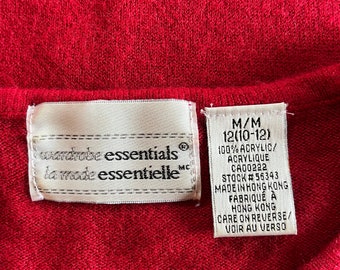 wardrobe essentials®
la mode essentielle MC
M/M
12(10-12)
100% ACRYLIC/
ACRYLIQUE
CA00222
STOCK #56343
MADE IN HONG KONG
FABRIQUÉ À
HONG KONG
CARE ON REVERSE/
VOIR AU VERSO